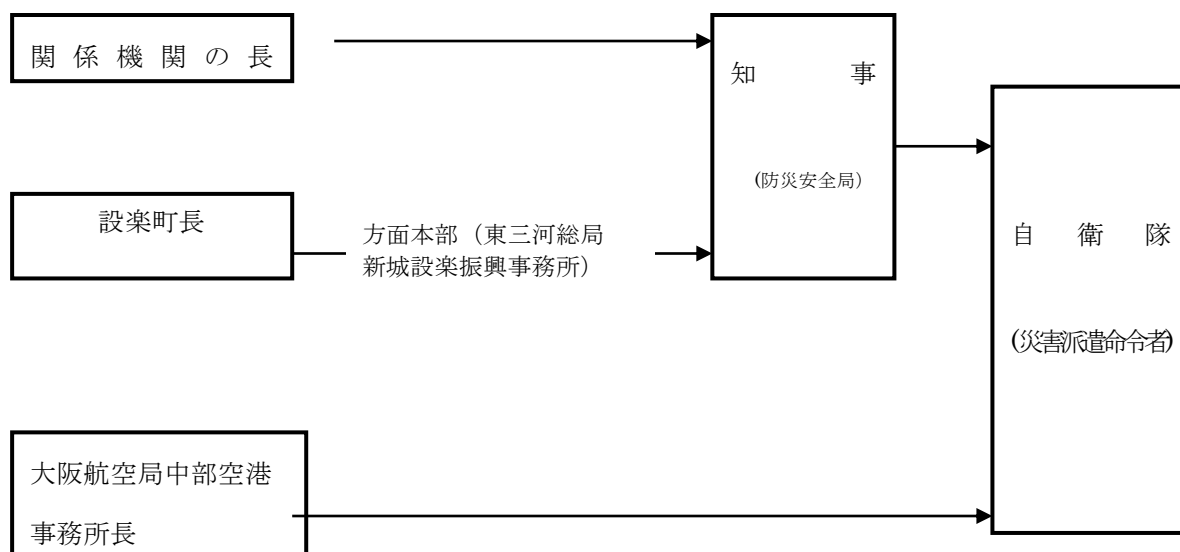 関係機関の長
知事
(防災安全局)
設楽町長
方面本部（東三河総局
新城設楽振興事務所）
自衛隊
(災害派遣命令者)
大阪航空局中部空港
事務所長